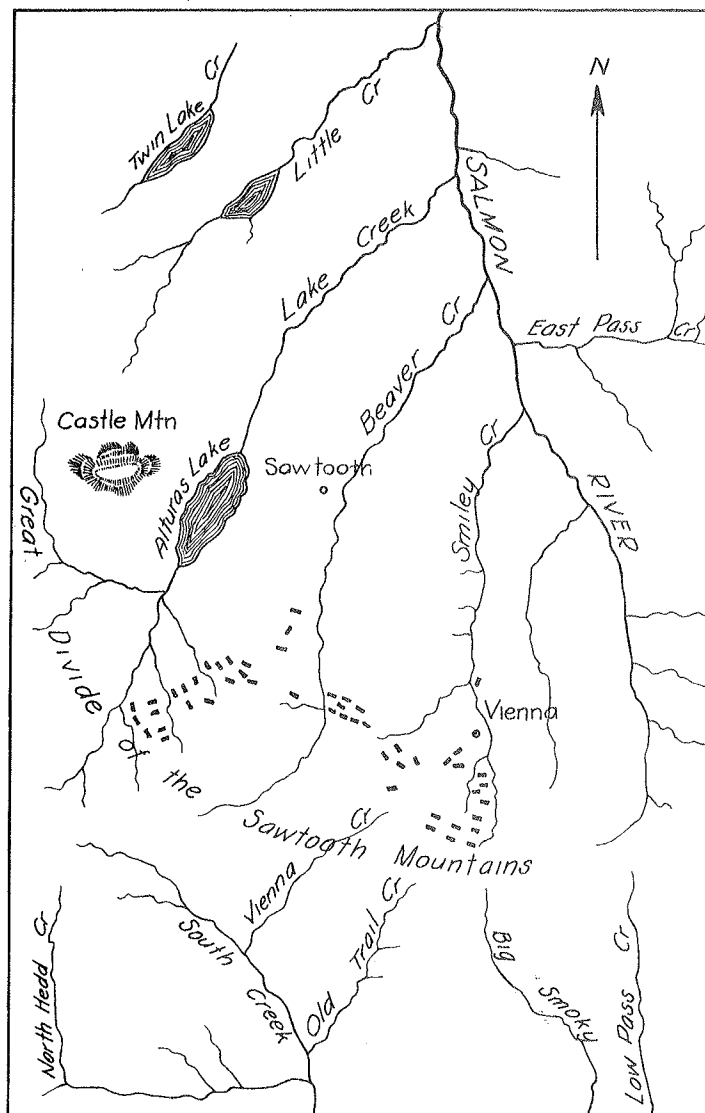 Twin Lake Cr
Little Cr
N
SALMON RIVER
Lake Creek
East Pass Cr
Beaver Cr
Castle Mtn
Alturas Lake
Sawtooth
Smiley Cr
Great Divide of the Sawtooth Mountains
Vienna
Vienna Cr
South Creek
Old Trail Cr
Big Smoky
North Hedd Cr
Low Pass Cr